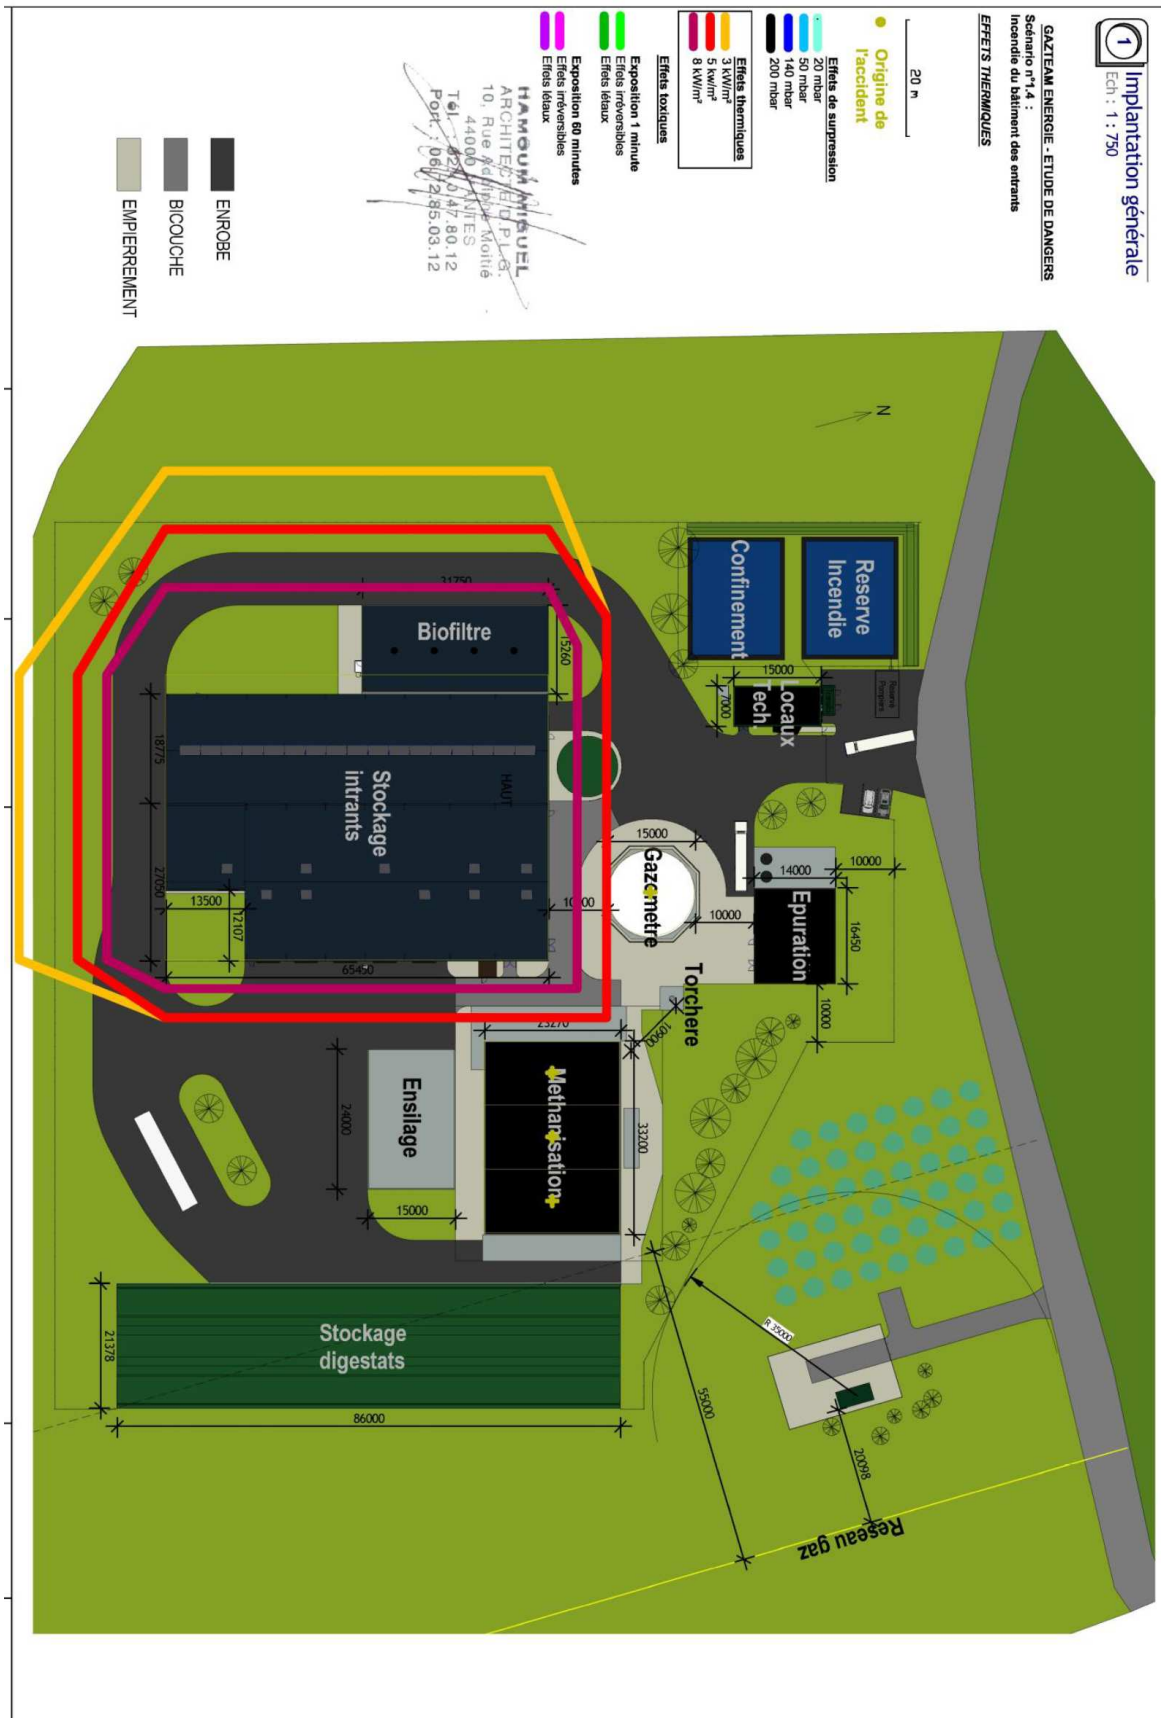 1
Implantation générale
Ech : 1 : 750
GAZTEAM ENERGIE - ETUDE DE DANGERS
Scénario n°1.4 :
Incendie du bâtiment des entrants
EFFETS THERMIQUES
20 m
Origine de
l'accident
Effets de surpression
20 mbar
50 mbar
140 mbar
200 mbar
Effets thermiques
3 kW/m²
5 kw/m²
8 kW/m²
Effets toxiques
Exposition 1 minute
Effets irréversibles
Effets létaux
Exposition 60 minutes
Effets irréversibles
Effets létaux
HAMOUM MIGUEL
ARCHITECTE D.P.L.G.
10, Rue Moitié
44000 NANTES
Tél. :
Port. : 06.12.85.03.12
ENROBE
BICOUCHE
EMPIERREMENT
N
Reserve
Incendie
Confinement
15000
7000
Locaux
Tech.
Reserve
Pompiers
31750
15260
Biofiltre
18775
HAUT
Stockage
intrants
27050
13500
12107
65450
15000
Gazometre
10000
10000
14000
16450
Epuration
10000
Torchere
10900
23270
33200
Methanisation
Ensilage
24000
15000
Stockage
digestats
21378
86000
R 35000
55000
20098
Reseau gaz